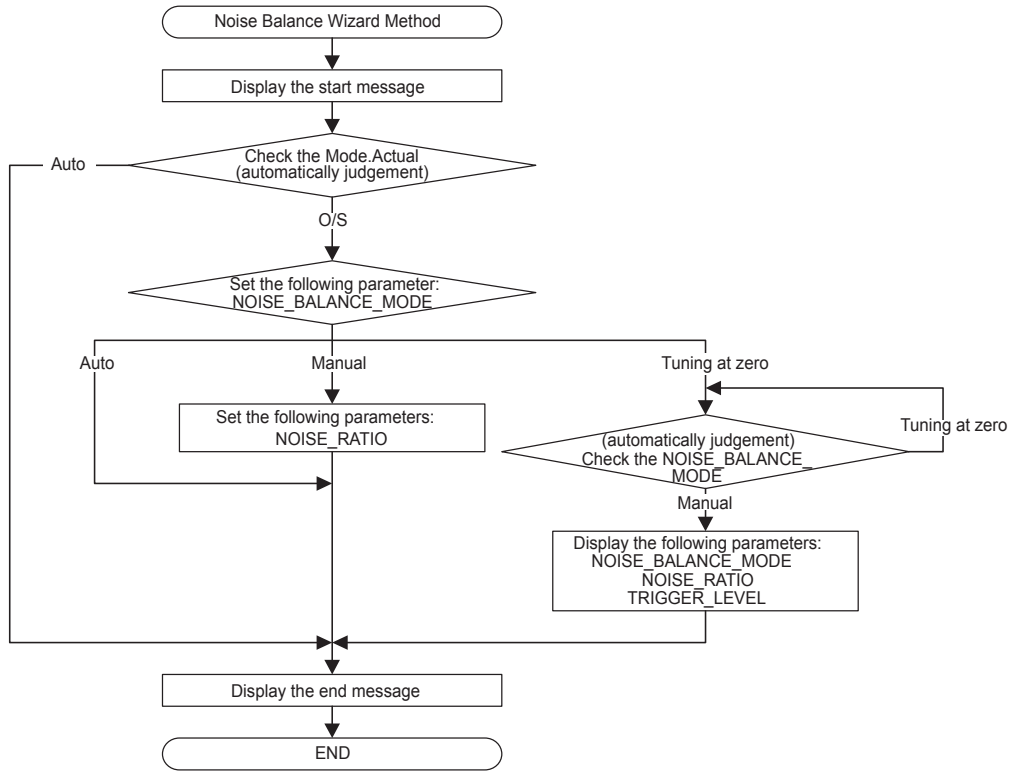 Noise Balance Wizard Method
Display the start message
Auto
Check the Mode.Actual
(automatically judgement)
O/S
Set the following parameter:
NOISE_BALANCE_MODE
Auto
Manual
Tuning at zero
Set the following parameters:
NOISE_RATIO
Tuning at zero
(automatically judgement)
Check the NOISE_BALANCE_
MODE
Manual
Display the following parameters:
NOISE_BALANCE_MODE
NOISE_RATIO
TRIGGER_LEVEL
Display the end message
END